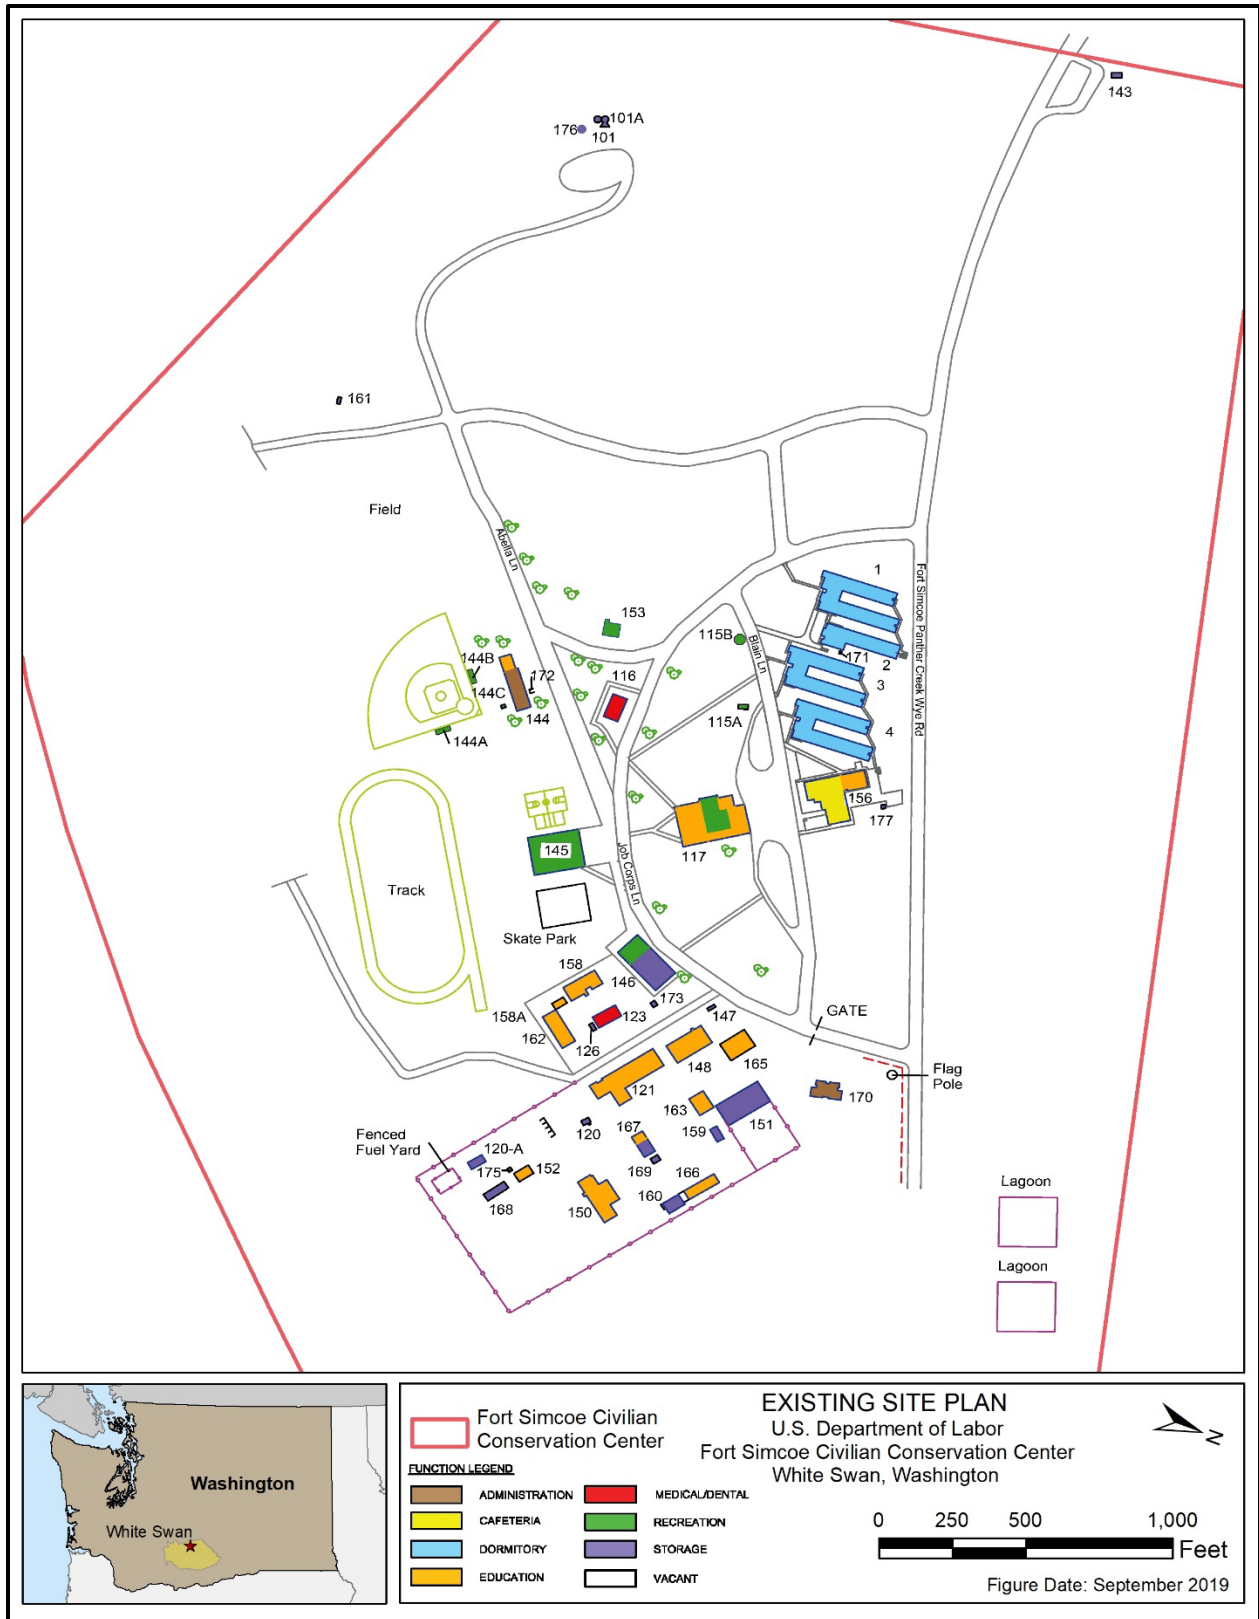 143
176
101A
101
161
Field
Abella Ln
Fort Simcoe Panther Creek Wye Rd
1
153
115B
Blain Ln
171
2
144B
172
116
3
144C
144
115A
4
144A
156
177
145
117
Job Corps Ln
Track
Skate Park
158
146
173
158A
123
147
GATE
162
126
148
165
Flag
Pole
121
170
163
151
Fenced
Fuel Yard
120
167
159
120-A
175
152
169
166
168
150
160
Lagoon
Lagoon
Washington
White Swan
Fort Simcoe Civilian
Conservation Center
FUNCTION LEGEND
ADMINISTRATION
CAFETERIA
DORMITORY
EDUCATION
MEDICAL/DENTAL
RECREATION
STORAGE
VACANT
EXISTING SITE PLAN
U.S. Department of Labor
Fort Simcoe Civilian Conservation Center
White Swan, Washington
N
0 250 500 1,000
Feet
Figure Date: September 2019